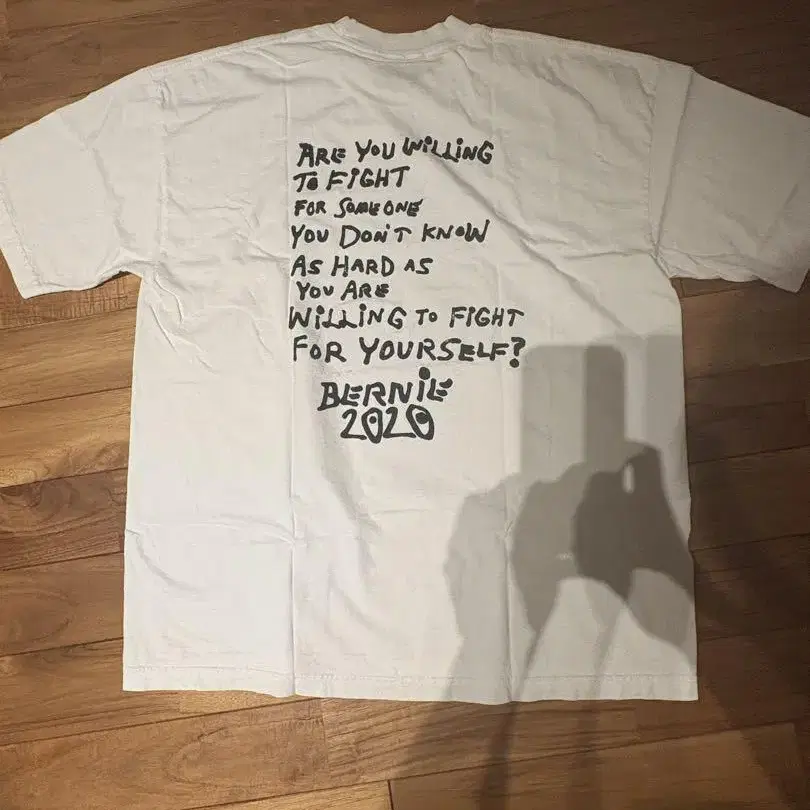 ARE YOU WiLLiNG
TO FiGHT
FOR SOMEONE
YOU DON'T KNOW
AS HARD AS
YOU ARE
WiLLiNG TO FIGHT
FOR YOURSELF?
BERNiE
2020